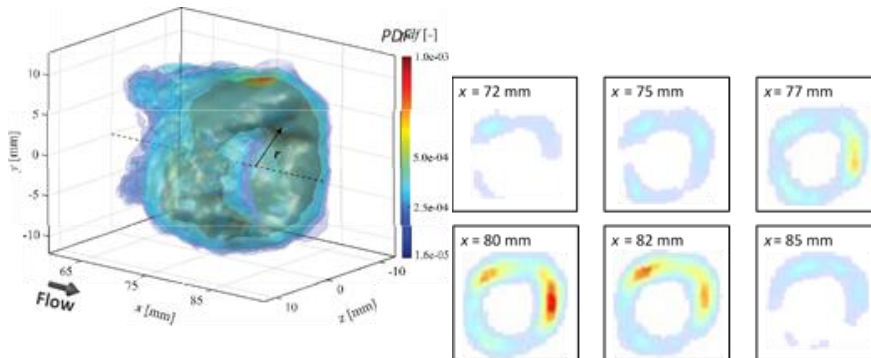 PDF pdf [-]
1.0e-03
5.0e-04
2.5e-04
1.6e-05
10
5
0
-5
-10
y [mm]
r
65
75
85
x [mm]
10
0
-10
z [mm]
Flow
x = 72 mm
x = 75 mm
x = 77 mm
x = 80 mm
x = 82 mm
x = 85 mm